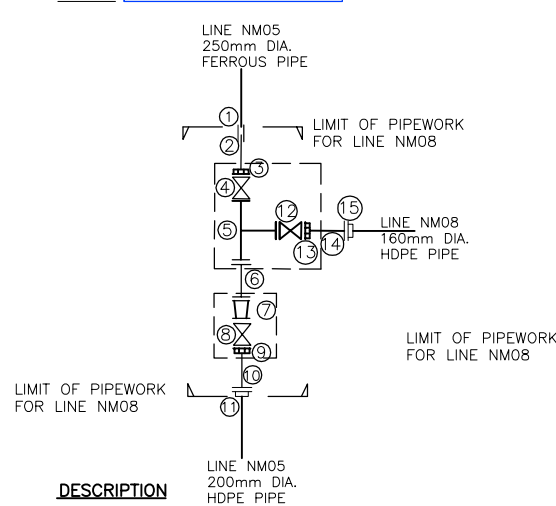 LINE NM05
250mm DIA.
FERROUS PIPE
1
LIMIT OF PIPEWORK
FOR LINE NM08
2
3
4
12
15
5
LINE NM08
160mm DIA.
HDPE PIPE
14
13
6
7
8
9
LIMIT OF PIPEWORK
FOR LINE NM08
10
LIMIT OF PIPEWORK
FOR LINE NM08
11
LINE NM05
200mm DIA.
HDPE PIPE
DESCRIPTION